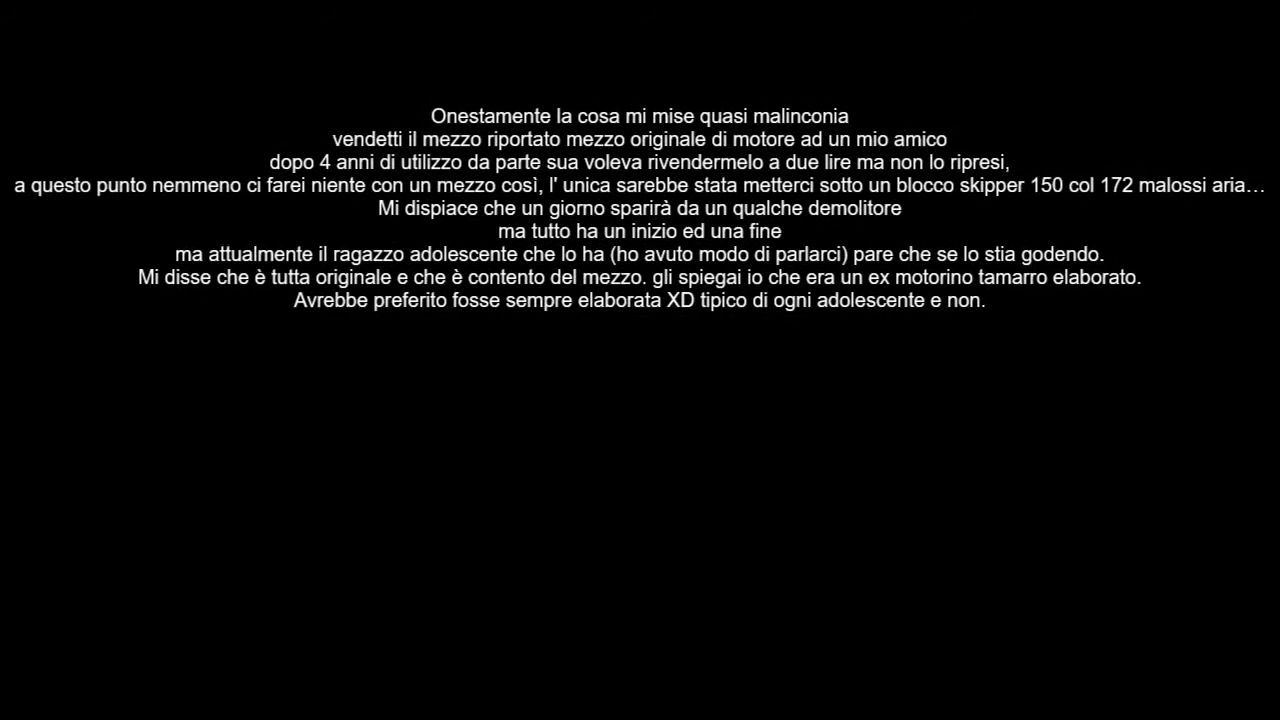 Onestamente la cosa mi mise quasi malinconia
vendetti il mezzo riportato mezzo originale di motore ad un mio amico
dopo 4 anni di utilizzo da parte sua voleva rivendermelo a due lire ma non lo ripresi,
a questo punto nemmeno ci farei niente con un mezzo così, l' unica sarebbe stata metterci sotto un blocco skipper 150 col 172 malossi aria…
Mi dispiace che un giorno sparirà da un qualche demolitore
ma tutto ha un inizio ed una fine
ma attualmente il ragazzo adolescente che lo ha (ho avuto modo di parlarci) pare che se lo stia godendo.
Mi disse che è tutta originale e che è contento del mezzo. gli spiegai io che era un ex motorino tamarro elaborato.
Avrebbe preferito fosse sempre elaborata XD tipico di ogni adolescente e non.